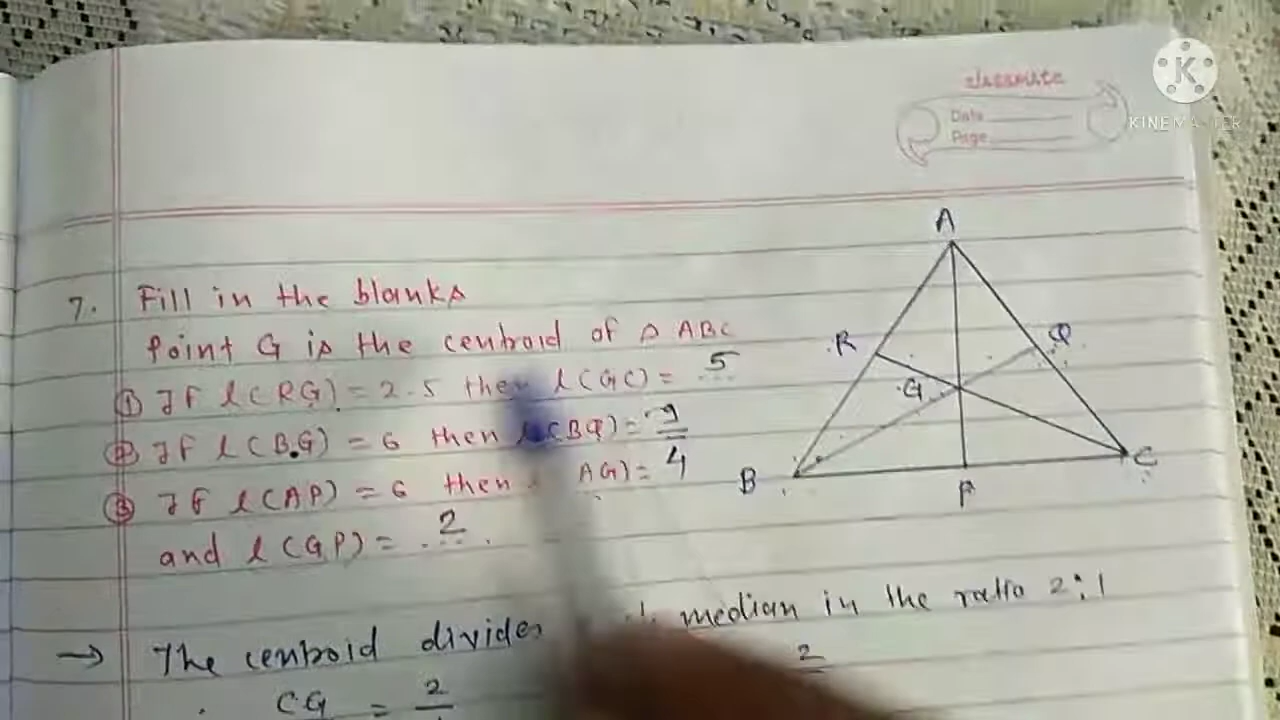 classmate
Date
Page
KINEMASTER
7. Fill in the blanks
Point G is the centroid of Δ ABC
① If l(RG) = 2.5 then l(GC) = 5
② If l(B.G) = 6 then l(BQ) = 9
③ If l(AP) = 6 then AG) = 4
and l(GP) = 2.
→ The centroid divides median in the ratio 2:1
CG = 2
2
A
R
Q
G
B
C
P